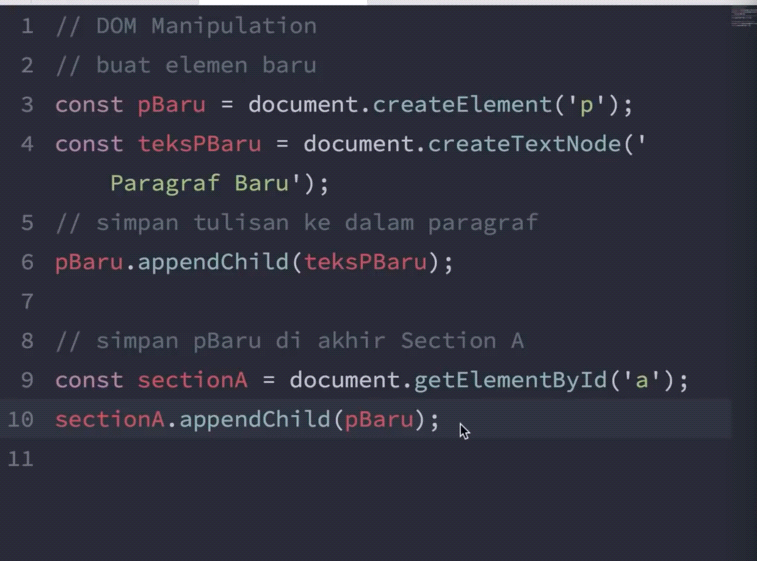 1 // DOM Manipulation
2 // buat elemen baru
3 const pBaru = document.createElement('p');
4 const teksPBaru = document.createTextNode('
Paragraf Baru');
5 // simpan tulisan ke dalam paragraf
6 pBaru.appendChild(teksPBaru);
7
8 // simpan pBaru di akhir Section A
9 const sectionA = document.getElementById('a');
10 sectionA.appendChild(pBaru);
11